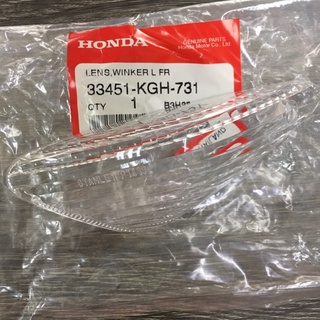 HONDA
GENUINE PARTS
Honda Motor Co., Ltd.
LENS,WINKER L FR
33451-KGH-731
QTY 1